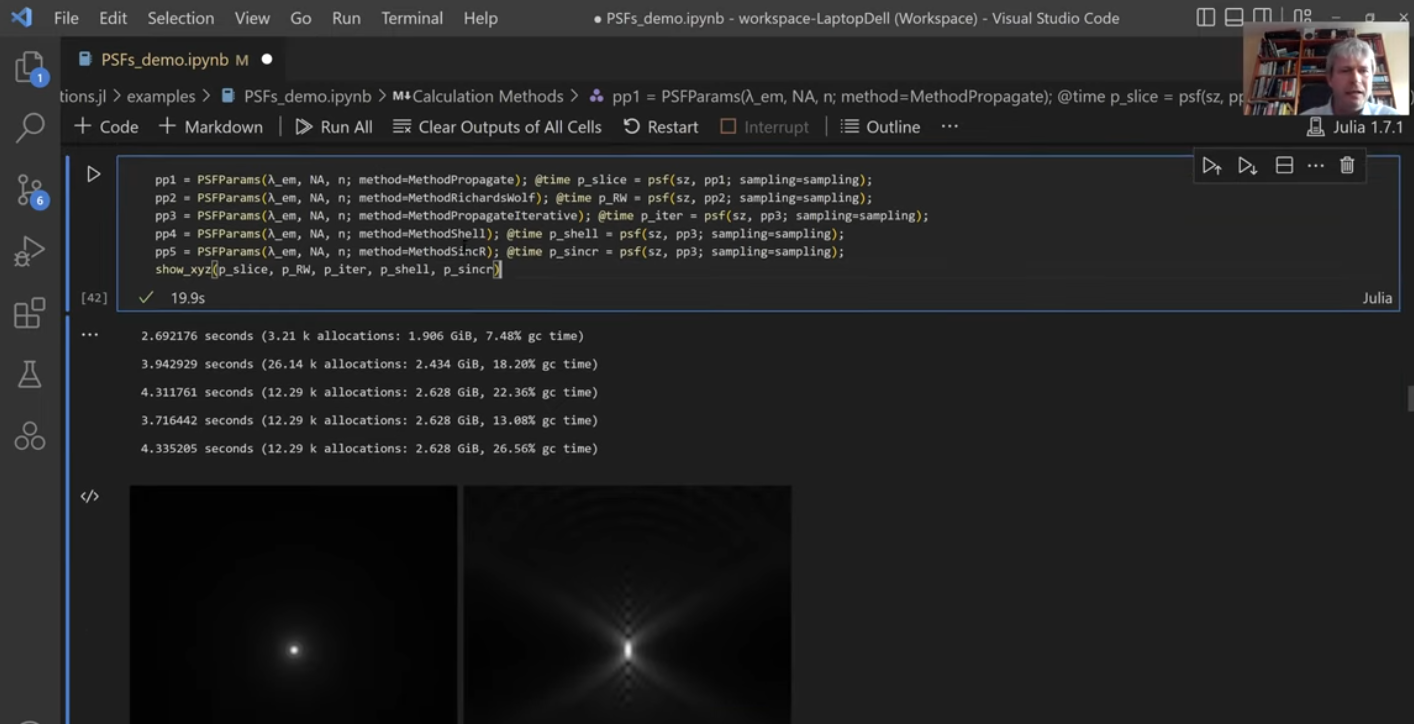 File Edit Selection View Go Run Terminal Help ● PSFs_demo.ipynb - workspace-LaptopDell (Workspace) - Visual Studio Code
1 PSFs_demo.ipynb M ●
tions.jl > examples > PSFs_demo.ipynb > M↓Calculation Methods > pp1 = PSFParams(λ_em, NA, n; method=MethodPropagate); @time p_slice = psf(sz, pp
+ Code + Markdown Run All Clear Outputs of All Cells Restart Interrupt Outline ··· Julia 1.7.1
pp1 = PSFParams(λ_em, NA, n; method=MethodPropagate); @time p_slice = psf(sz, pp1; sampling=sampling);
pp2 = PSFParams(λ_em, NA, n; method=MethodRichardsWolf); @time p_RW = psf(sz, pp2; sampling=sampling);
6 pp3 = PSFParams(λ_em, NA, n; method=MethodPropagateIterative); @time p_iter = psf(sz, pp3; sampling=sampling);
pp4 = PSFParams(λ_em, NA, n; method=MethodShell); @time p_shell = psf(sz, pp3; sampling=sampling);
pp5 = PSFParams(λ_em, NA, n; method=MethodSincR); @time p_sincr = psf(sz, pp3; sampling=sampling);
show_xyz(p_slice, p_RW, p_iter, p_shell, p_sincr)
[42] ✓ 19.9s Julia
··· 2.692176 seconds (3.21 k allocations: 1.906 GiB, 7.48% gc time)
3.942929 seconds (26.14 k allocations: 2.434 GiB, 18.20% gc time)
4.311761 seconds (12.29 k allocations: 2.628 GiB, 22.36% gc time)
3.716442 seconds (12.29 k allocations: 2.628 GiB, 13.08% gc time)
4.335205 seconds (12.29 k allocations: 2.628 GiB, 26.56% gc time)
</>